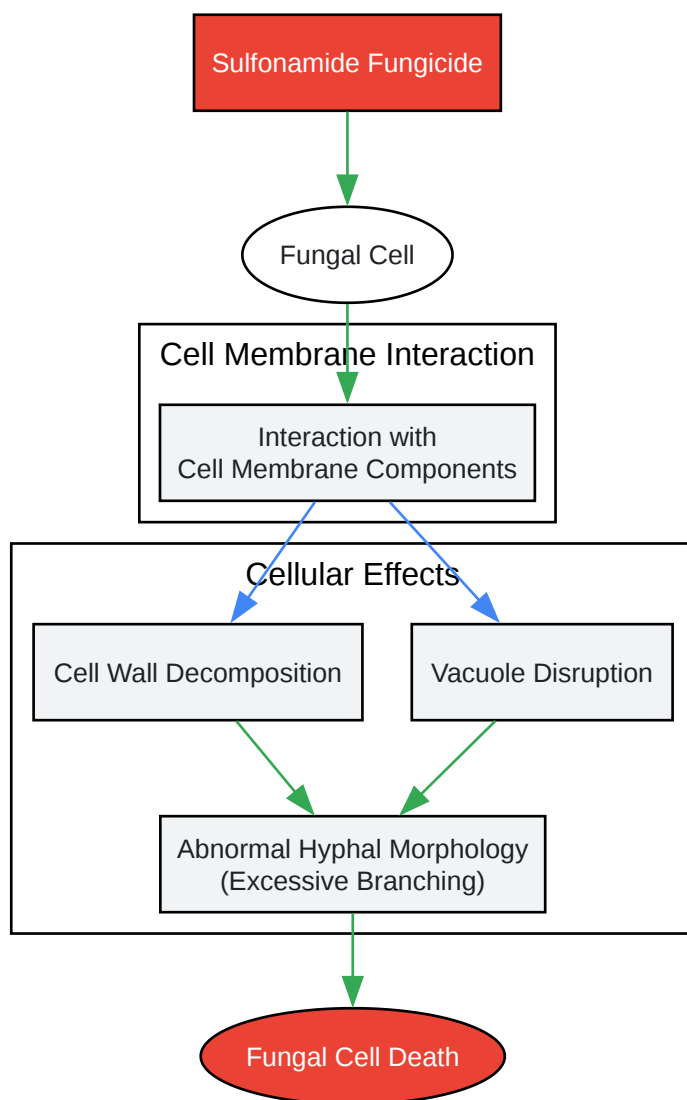 Sulfonamide Fungicide
Fungal Cell
Cell Membrane Interaction
Interaction with
Cell Membrane Components
Cellular Effects
Cell Wall Decomposition
Vacuole Disruption
Abnormal Hyphal Morphology
(Excessive Branching)
Fungal Cell Death